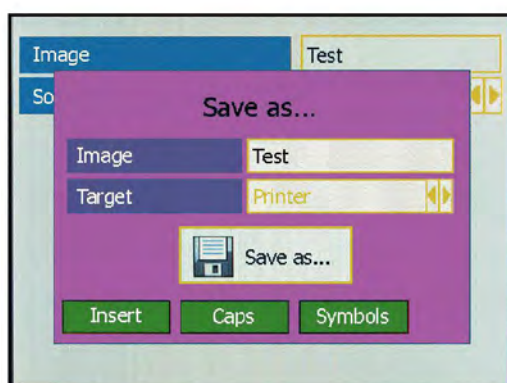 Image Test
So
Save as...
Image Test
Target Printer
Save as...
Insert Caps Symbols